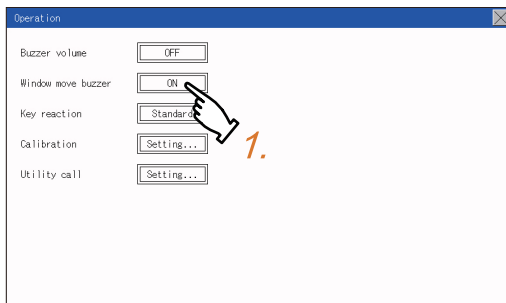 Operation
Buzzer volume OFF
Window move buzzer ON
Key reaction Standard
Calibration Setting...
Utility call Setting...
1.